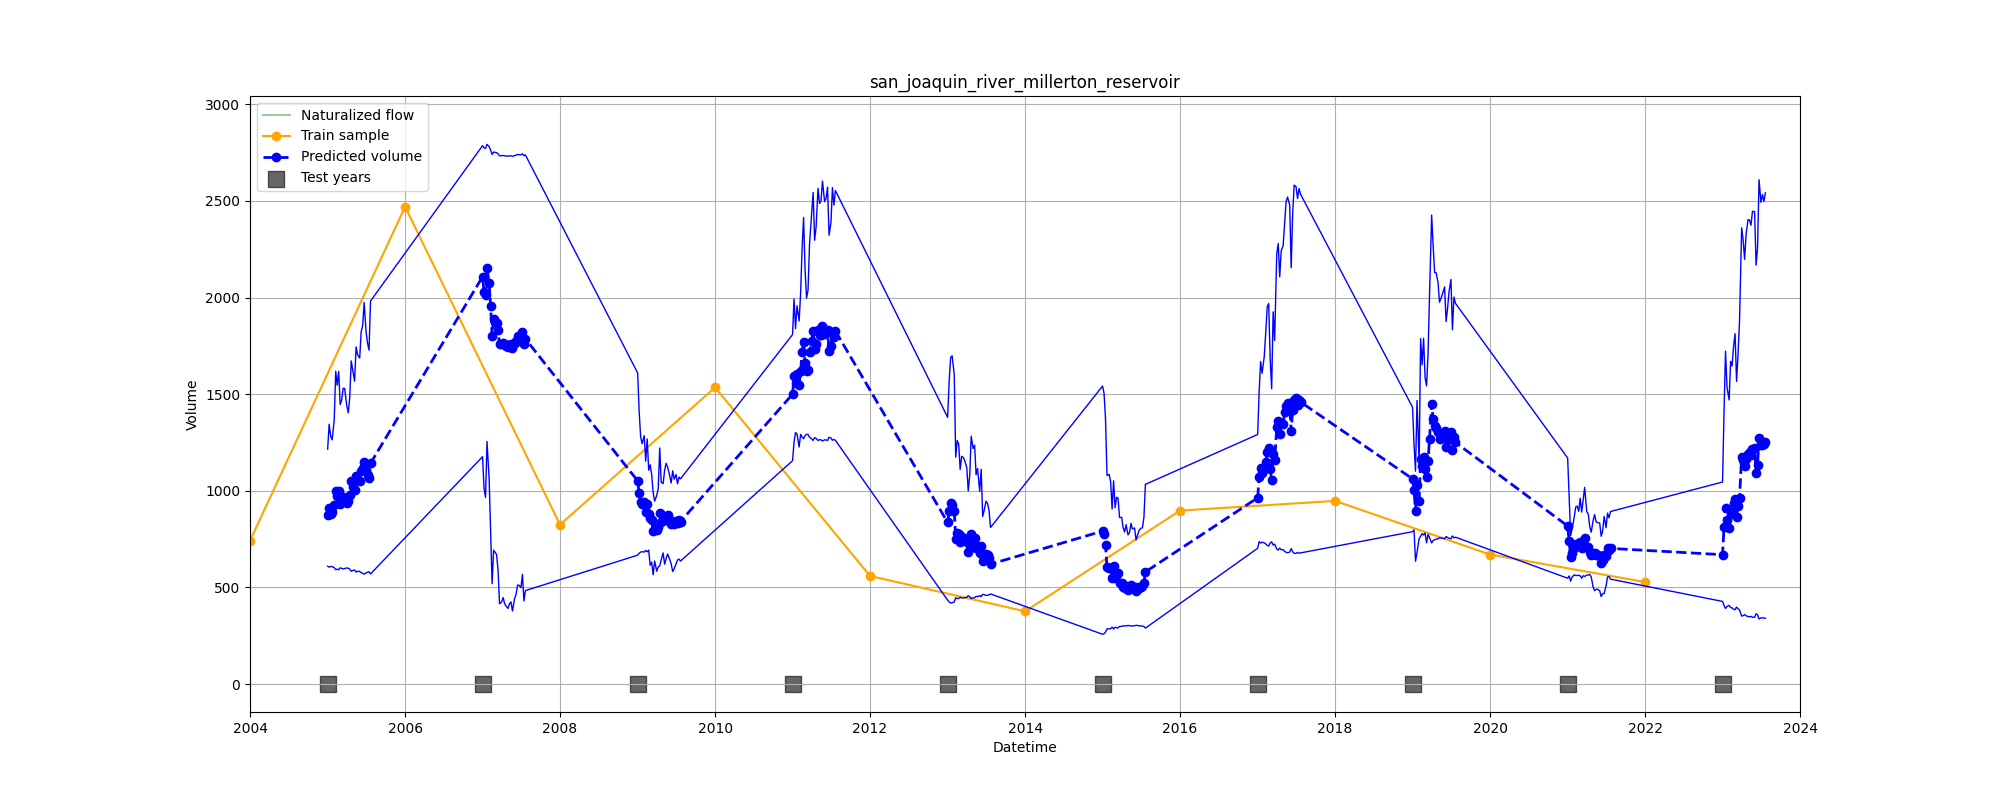 san_joaquin_river_millerton_reservoir
3000
2500
2000
1500
1000
500
0
Volume
Naturalized flow
Train sample
Predicted volume
Test years
2004 2006 2008 2010 2012 2014 2016 2018 2020 2022 2024
Datetime